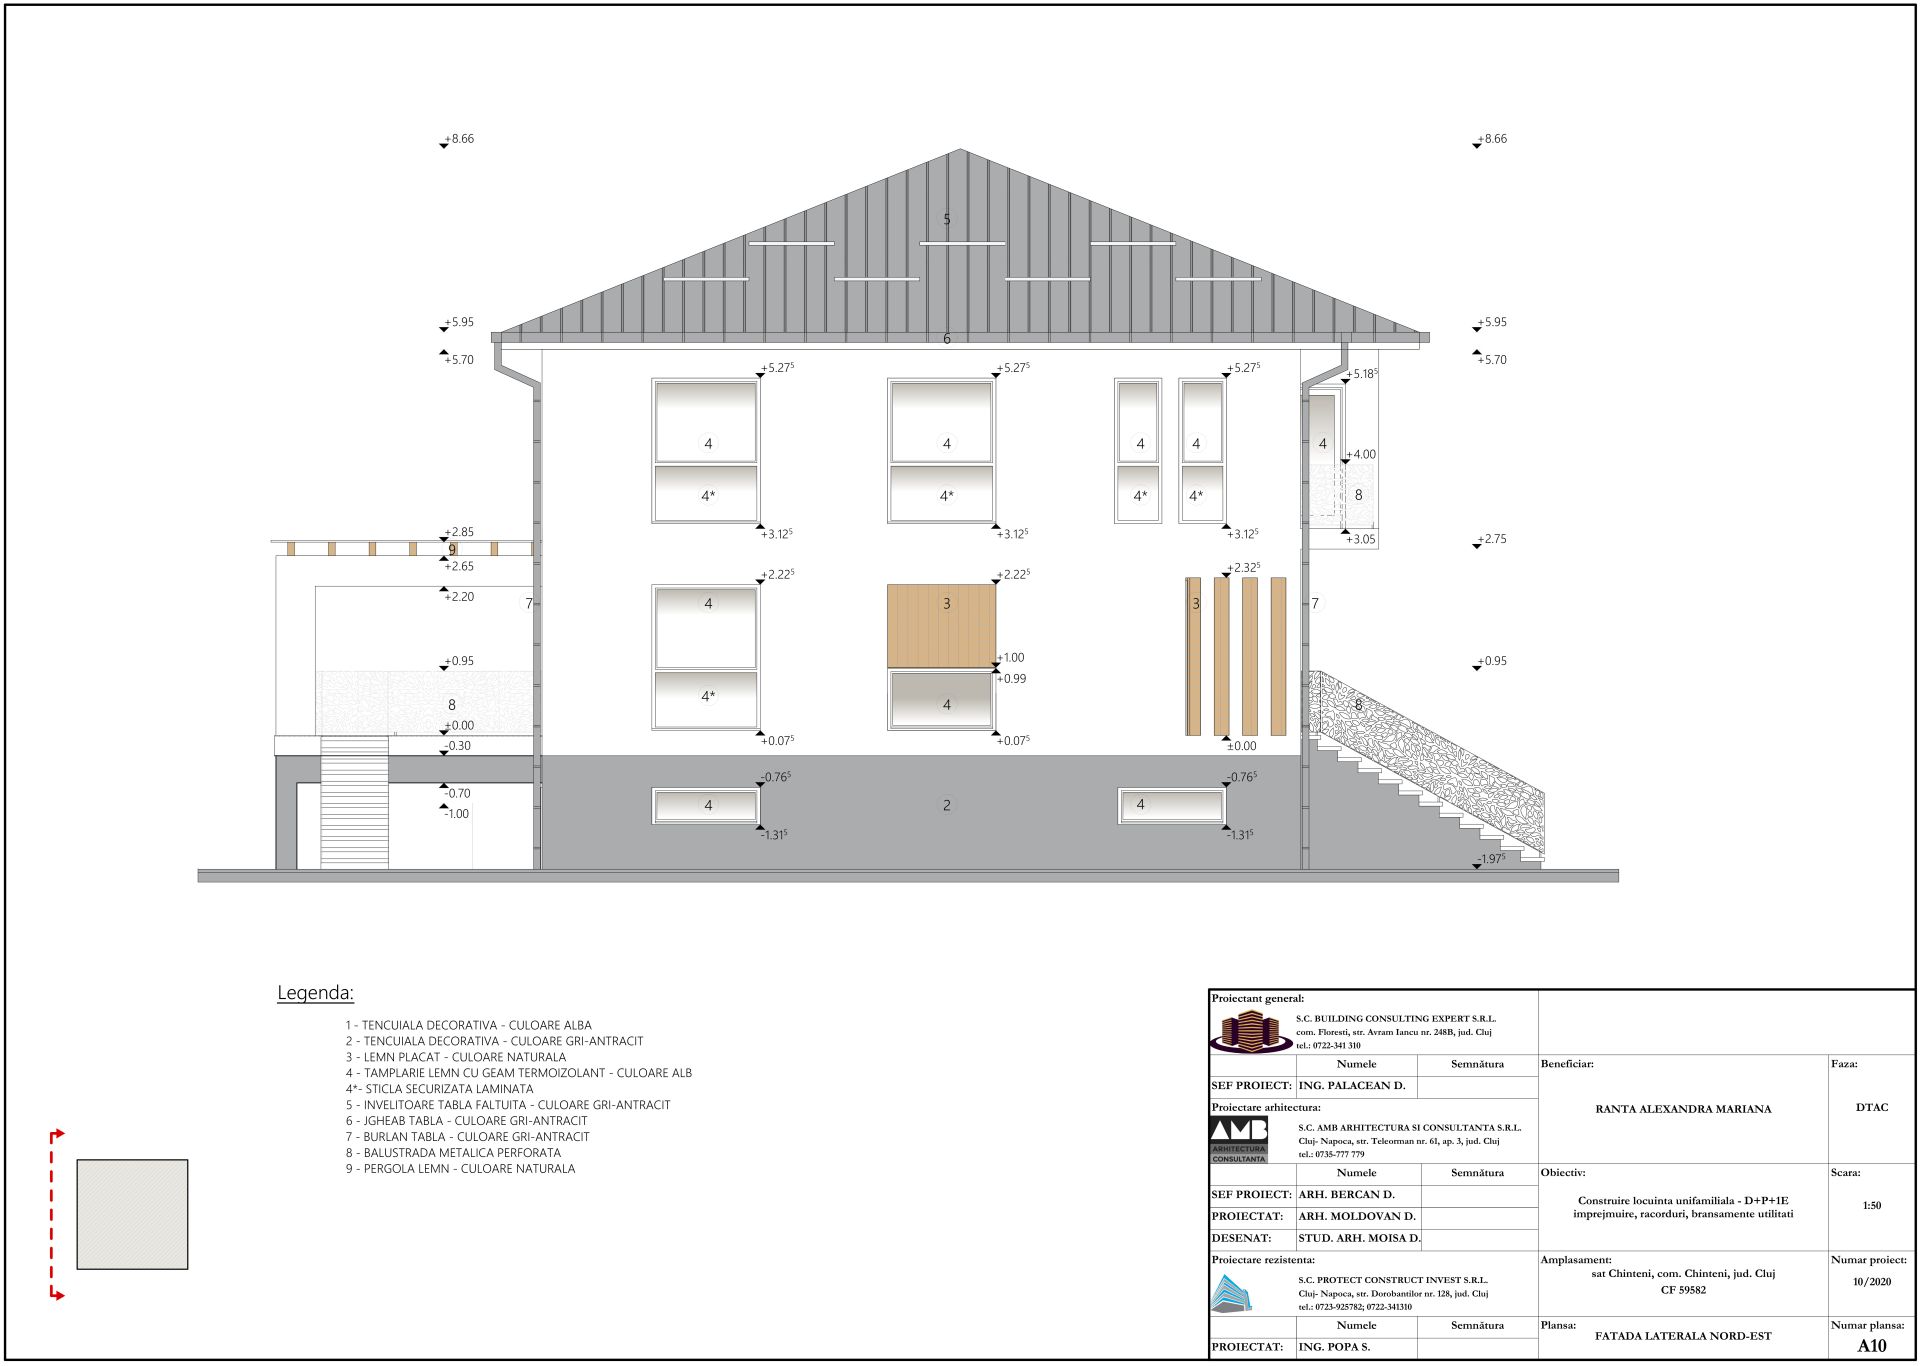 +8.66
+8.66
5
+5.95
+5.95
6
+5.70
+5.70
+5.27⁵
+5.27⁵
+5.27⁵
+5.18⁵
4
4
4
4
4
+4.00
4*
4*
4*
4*
8
+2.85
+3.12⁵
+3.12⁵
+3.12⁵
+3.05
+2.75
9
+2.65
+2.22⁵
+2.22⁵
+2.32⁵
+2.20
7
4
3
3
7
+0.95
+1.00
+0.95
+0.99
8
4*
4
8
±0.00
-0.30
+0.07⁵
+0.07⁵
±0.00
-0.76⁵
-0.76⁵
-0.70
4
2
4
-1.00
-1.31⁵
-1.31⁵
-1.97⁵
Legenda:
1 - TENCUIALA DECORATIVA - CULOARE ALBA
2 - TENCUIALA DECORATIVA - CULOARE GRI-ANTRACIT
3 - LEMN PLACAT - CULOARE NATURALA
4 - TAMPLARIE LEMN CU GEAM TERMOIZOLANT - CULOARE ALB
4*- STICLA SECURIZATA LAMINATA
5 - INVELITOARE TABLA FALTUITA - CULOARE GRI-ANTRACIT
6 - JGHEAB TABLA - CULOARE GRI-ANTRACIT
7 - BURLAN TABLA - CULOARE GRI-ANTRACIT
8 - BALUSTRADA METALICA PERFORATA
9 - PERGOLA LEMN - CULOARE NATURALA
Proiectant general:
S.C. BUILDING CONSULTING EXPERT S.R.L.
com. Floresti, str. Avram Iancu nr. 248B, jud. Cluj
tel.: 0722-341 310
Numele Semnătura
SEF PROIECT: ING. PALACEAN D.
Beneficiar:
RANTA ALEXANDRA MARIANA
Faza:
DTAC
Proiectare arhitectura:
AMB
ARHITECTURA
CONSULTANTA
S.C. AMB ARHITECTURA SI CONSULTANTA S.R.L.
Cluj- Napoca, str. Teleorman nr. 61, ap. 3, jud. Cluj
tel.: 0735-777 779
Numele Semnătura
SEF PROIECT: ARH. BERCAN D.
PROIECTAT: ARH. MOLDOVAN D.
DESENAT: STUD. ARH. MOISA D.
Obiectiv:
Construire locuinta unifamiliala - D+P+1E
imprejmuire, racorduri, bransamente utilitati
Scara:
1:50
Proiectare rezistenta:
S.C. PROTECT CONSTRUCT INVEST S.R.L.
Cluj- Napoca, str. Dorobantilor nr. 128, jud. Cluj
tel.: 0723-925782; 0722-341310
Amplasament:
sat Chinteni, com. Chinteni, jud. Cluj
CF 59582
Numar proiect:
10/2020
Numele Semnătura
PROIECTAT: ING. POPA S.
Plansa:
FATADA LATERALA NORD-EST
Numar plansa:
A10